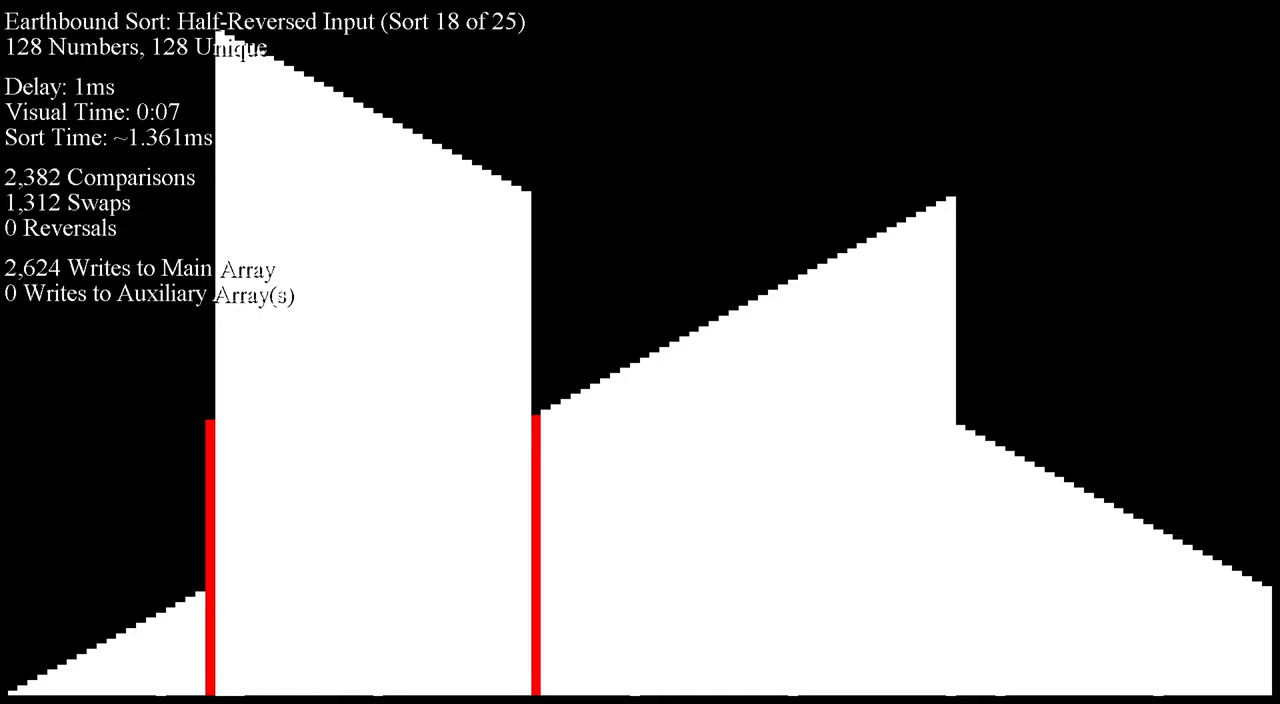 Earthbound Sort: Half-Reversed Input (Sort 18 of 25)
128 Numbers, 128 Unique
Delay: 1ms
Visual Time: 0:07
Sort Time: ~1.361ms
2,382 Comparisons
1,312 Swaps
0 Reversals
2,624 Writes to Main Array
0 Writes to Auxiliary Array(s)